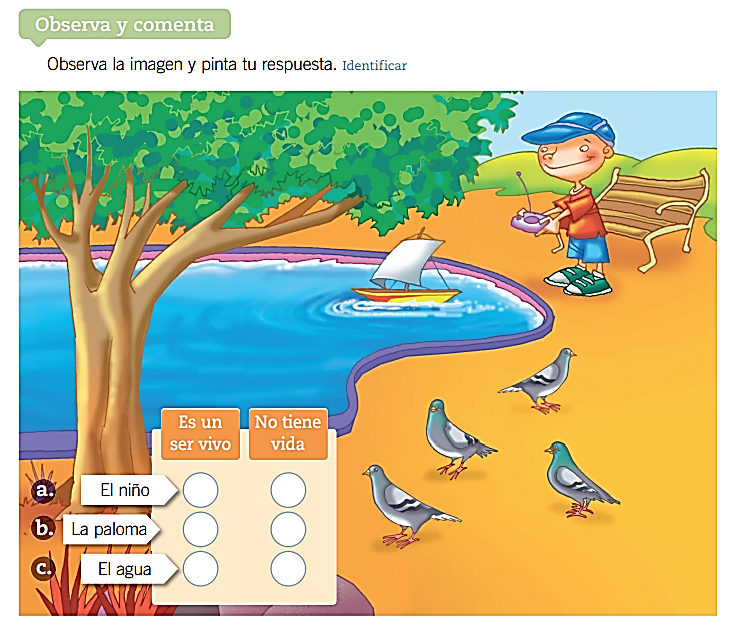 Observa y comenta
Observa la imagen y pinta tu respuesta. Identificar
Es un
ser vivo
No tiene
vida
a. El niño
b. La paloma
c. El agua